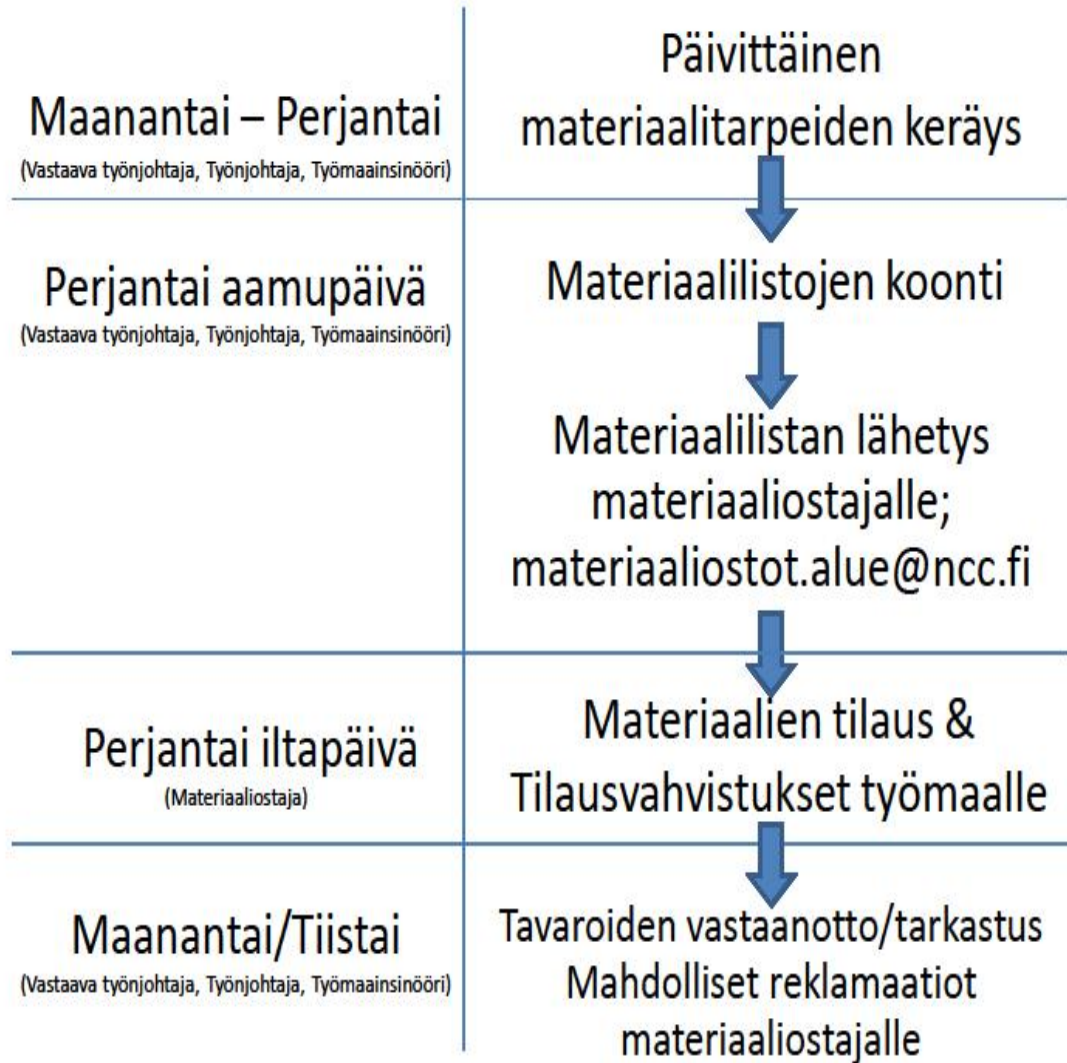 Maanantai – Perjantai
(Vastaava työnjohtaja, Työnjohtaja, Työmaainsinööri)
Päivittäinen
materiaalitarpeiden keräys
Perjantai aamupäivä
(Vastaava työnjohtaja, Työnjohtaja, Työmaainsinööri)
Materiaalilistojen koonti
Materiaalilistan lähetys
materiaaliostajalle;
materiaaliostot.alue@ncc.fi
Perjantai iltapäivä
(Materiaaliostaja)
Materiaalien tilaus &
Tilausvahvistukset työmaalle
Maanantai/Tiistai
(Vastaava työnjohtaja, Työnjohtaja, Työmaainsinööri)
Tavaroiden vastaanotto/tarkastus
Mahdolliset reklamaatiot
materiaaliostajalle